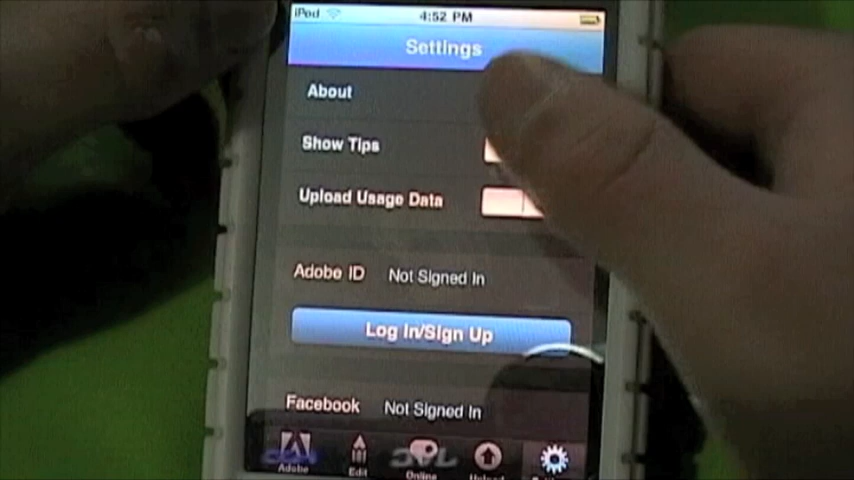 iPod 4:52 PM
Settings
About
Show Tips
Upload Usage Data
Adobe ID Not Signed In
Log In/Sign Up
Facebook Not Signed In
Adobe Edit Online Upload